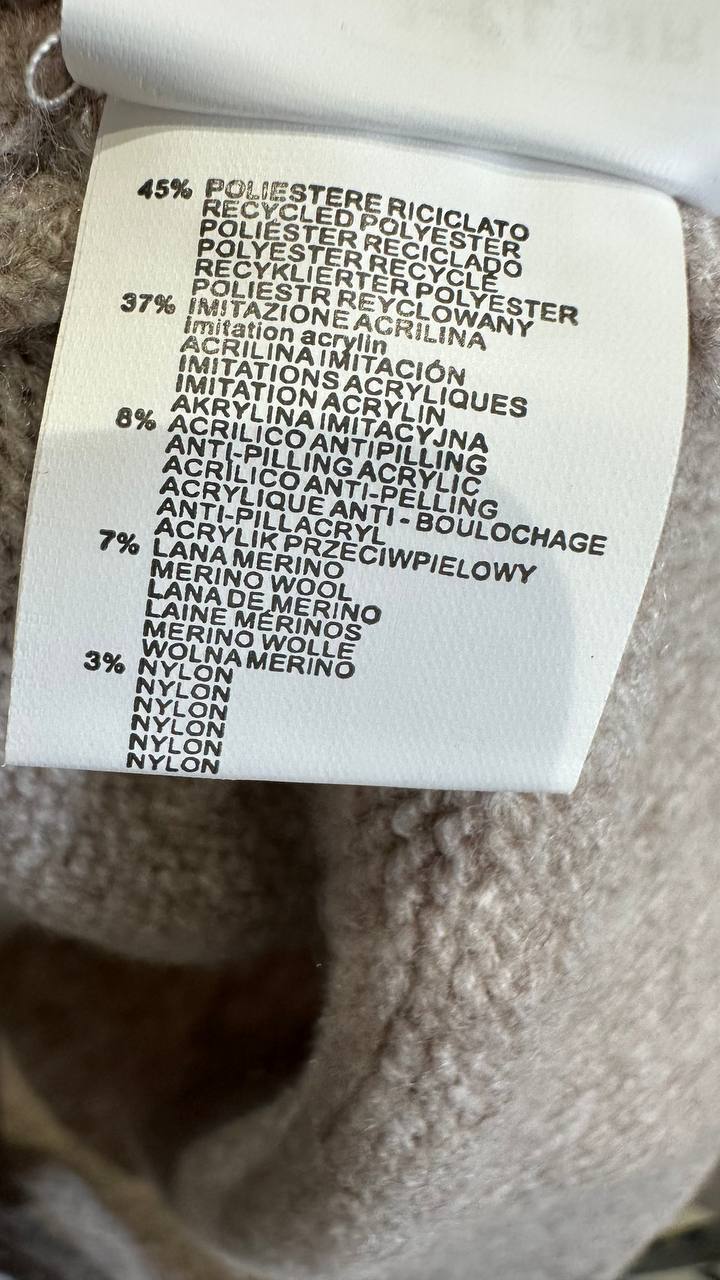 45% POLIESTERE RICICLATO
RECYCLED POLYESTER
POLIÉSTER RECICLADO
POLYESTER RECYCLÉ
RECYKLIERTER POLYESTER
POLIESTR REYCLOWANY
37% IMITAZIONE ACRILINA
Imitation acrylin
ACRILINA IMITACIÓN
IMITATIONS ACRYLIQUES
IMITATION ACRYLIN
AKRYLINA IMITACYJNA
8% ACRILICO ANTIPILLING
ANTI-PILLING ACRYLIC
ACRÍLICO ANTI-PELLING
ACRYLIQUE ANTI - BOULOCHAGE
ANTI-PILLACRYL
ACRYLIK PRZECIWPIELOWY
7% LANA MERINO
MERINO WOOL
LANA DE MERINO
LAINE MÉRINOS
MERINO WOLLE
WOLNA MERINO
3% NYLON
NYLON
NYLON
NYLON
NYLON
NYLON